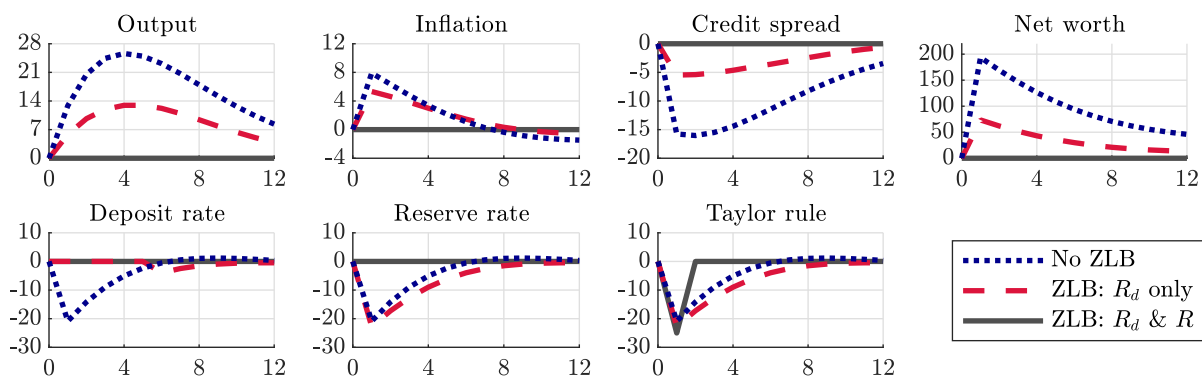 Output
28
21
14
7
0
0 4 8 12
Inflation
12
8
4
0
-4
0 4 8 12
Credit spread
0
-5
-10
-15
-20
0 4 8 12
Net worth
200
150
100
50
0
0 4 8 12
Deposit rate
10
0
-10
-20
-30
0 4 8 12
Reserve rate
10
0
-10
-20
-30
0 4 8 12
Taylor rule
10
0
-10
-20
-30
0 4 8 12
No ZLB
ZLB: R_d only
ZLB: R_d & R